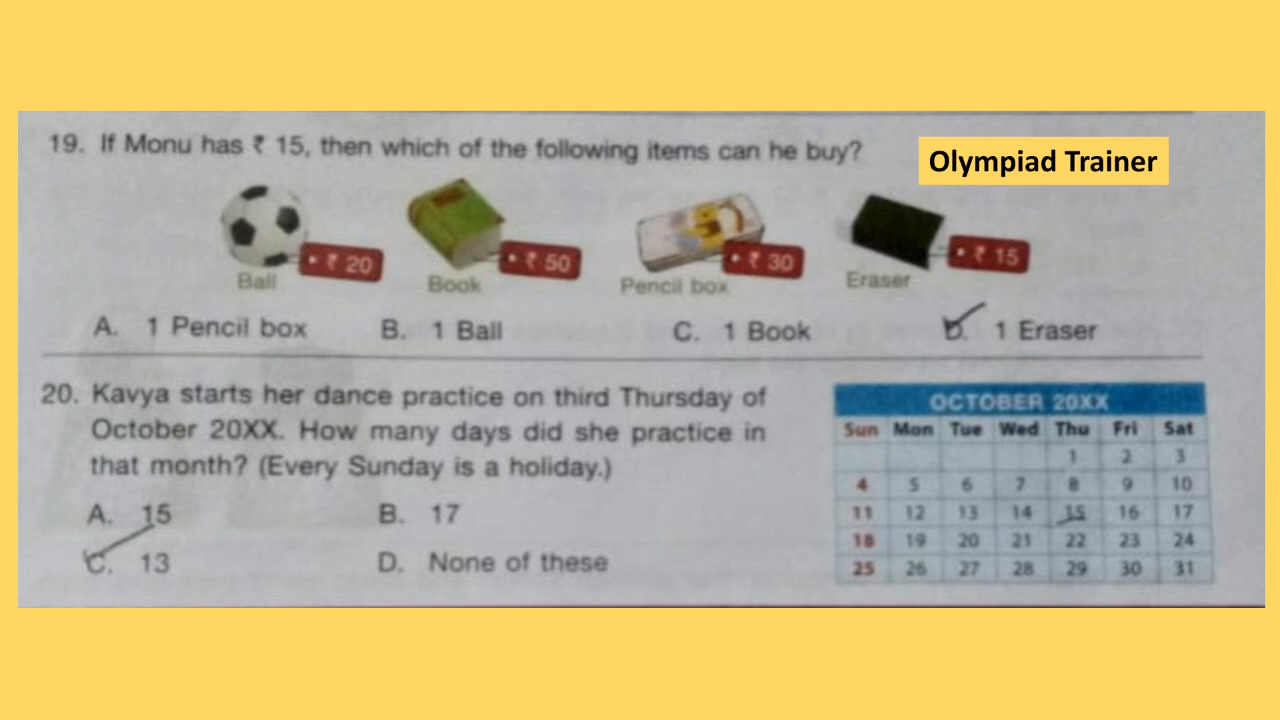 19. If Monu has ₹ 15, then which of the following items can he buy?
Olympiad Trainer
₹ 20
₹ 50
₹ 30
₹ 15
Ball
Book
Pencil box
Eraser
A. 1 Pencil box B. 1 Ball C. 1 Book D. 1 Eraser
20. Kavya starts her dance practice on third Thursday of
October 20XX. How many days did she practice in
that month? (Every Sunday is a holiday.)
A. 15 B. 17
C. 13 D. None of these
OCTOBER 20XX
Sun Mon Tue Wed Thu Fri Sat
1 2 3
4 5 6 7 8 9 10
11 12 13 14 15 16 17
18 19 20 21 22 23 24
25 26 27 28 29 30 31